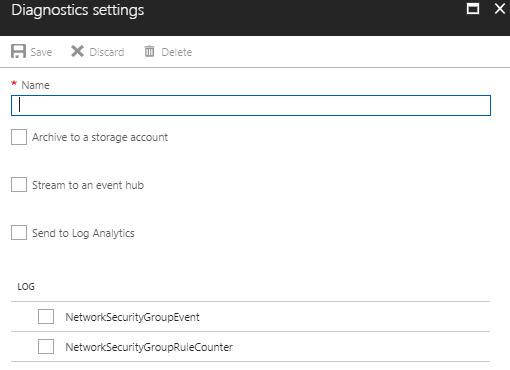 Diagnostics settings
Save Discard Delete
* Name
Archive to a storage account
Stream to an event hub
Send to Log Analytics
LOG
NetworkSecurityGroupEvent
NetworkSecurityGroupRuleCounter